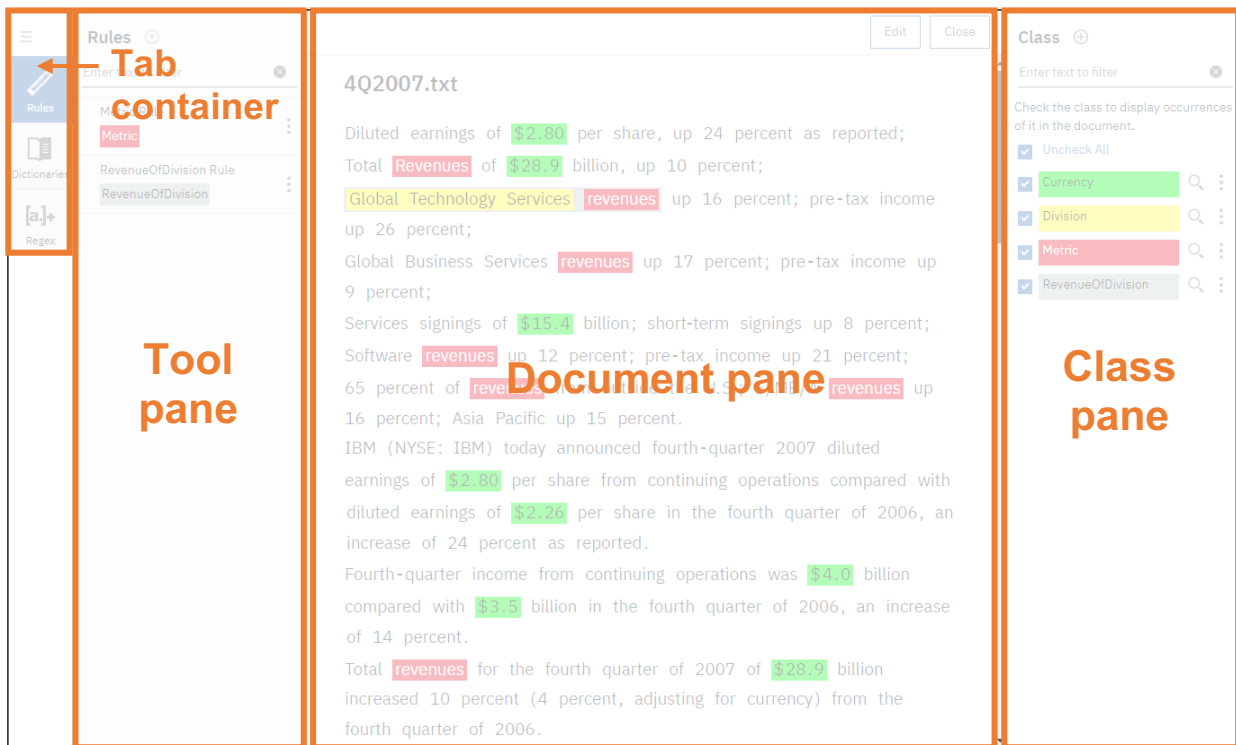 Rules
Dictionaries
[a.]+
Regex
Tab
container
Rules
Enter text to filter
Metric Rule
Metric
RevenueOfDivision Rule
RevenueOfDivision
Tool
pane
Edit
Close
4Q2007.txt
Diluted earnings of $2.80 per share, up 24 percent as reported;
Total Revenues of $28.9 billion, up 10 percent;
Global Technology Services revenues up 16 percent; pre-tax income
up 26 percent;
Global Business Services revenues up 17 percent; pre-tax income up
9 percent;
Services signings of $15.4 billion; short-term signings up 8 percent;
Software revenues up 12 percent; pre-tax income up 21 percent;
65 percent of revenues from outside the U.S.; revenues up
16 percent; Asia Pacific up 15 percent.
IBM (NYSE: IBM) today announced fourth-quarter 2007 diluted
earnings of $2.80 per share from continuing operations compared with
diluted earnings of $2.26 per share in the fourth quarter of 2006, an
increase of 24 percent as reported.
Fourth-quarter income from continuing operations was $4.0 billion
compared with $3.5 billion in the fourth quarter of 2006, an increase
of 14 percent.
Total revenues for the fourth quarter of 2007 of $28.9 billion
increased 10 percent (4 percent, adjusting for currency) from the
fourth quarter of 2006.
Document pane
Class
Enter text to filter
Check the class to display occurrences
of it in the document.
Uncheck All
Currency
Division
Metric
RevenueOfDivision
Class
pane